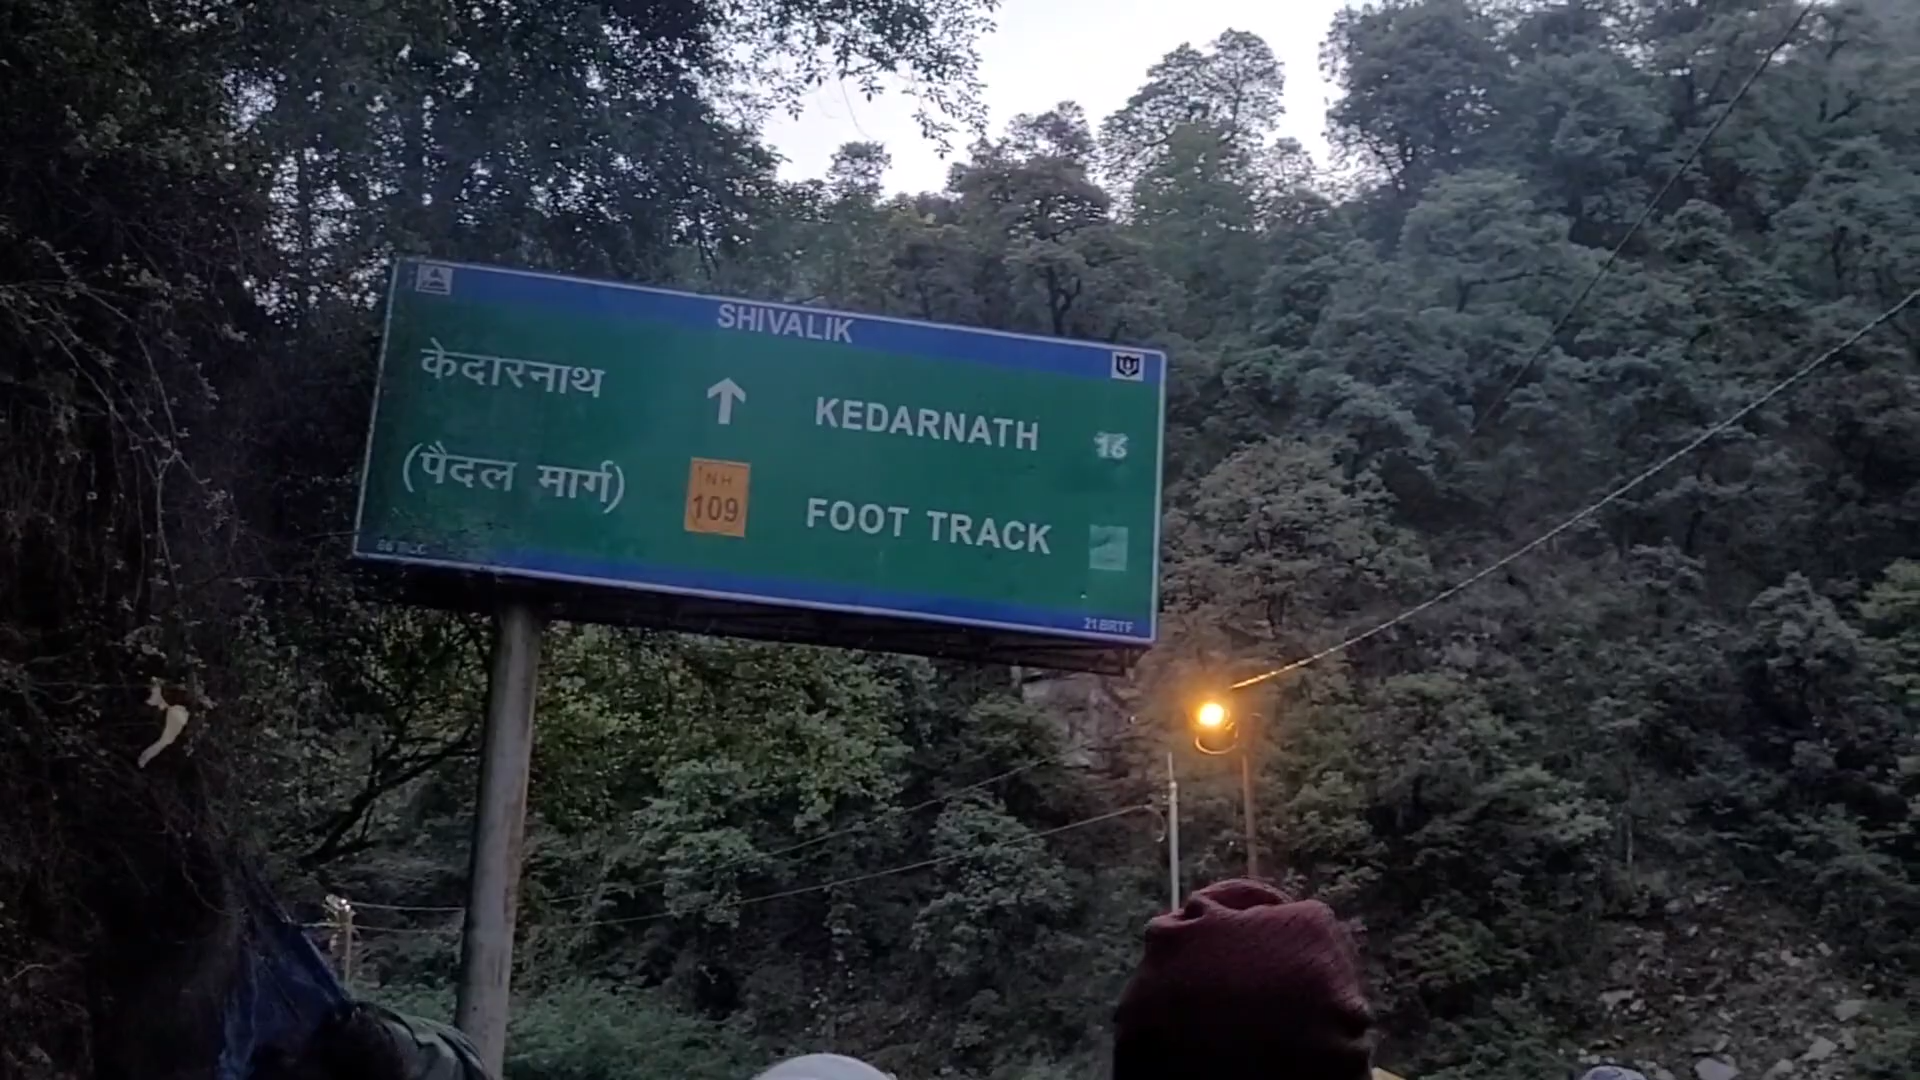 SHIVALIK
केदारनाथ ↑ KEDARNATH 16
(पैदल मार्ग) NH 109 FOOT TRACK
21 BRTF